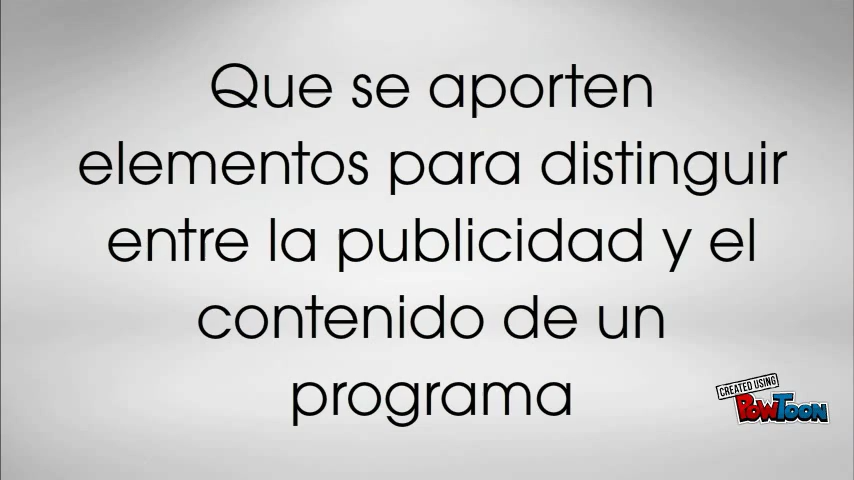 Que se aporten
elementos para distinguir
entre la publicidad y el
contenido de un
programa
CREATED USING
POWTOON